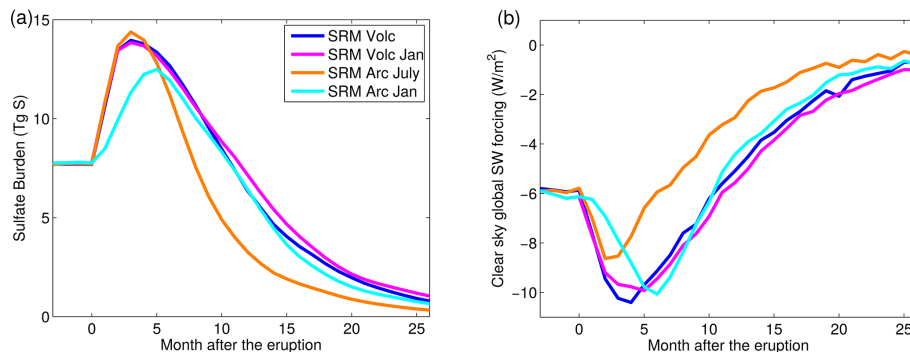 (a)
15
10
5
0
Sulfate Burden (Tg S)
SRM Volc
SRM Volc Jan
SRM Arc July
SRM Arc Jan
0 5 10 15 20 25
Month after the eruption
(b)
0
−2
−4
−6
−8
−10
Clear sky global SW forcing (W/m²)
0 5 10 15 20 25
Month after the eruption